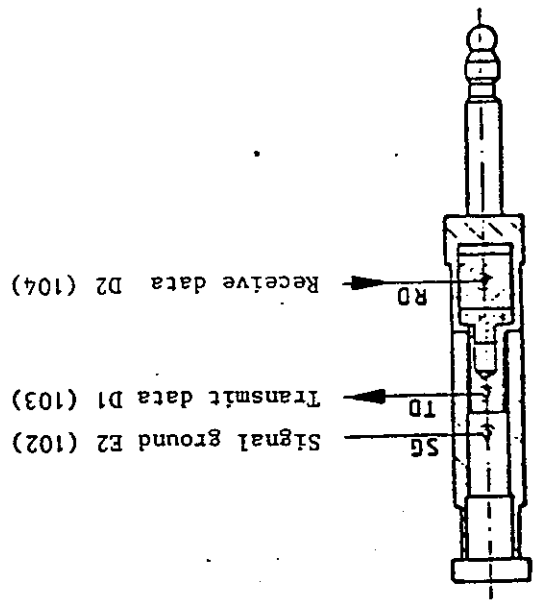 SG Signal ground E2 (102)
TD Transmit data D1 (103)
RD Receive data D2 (104)